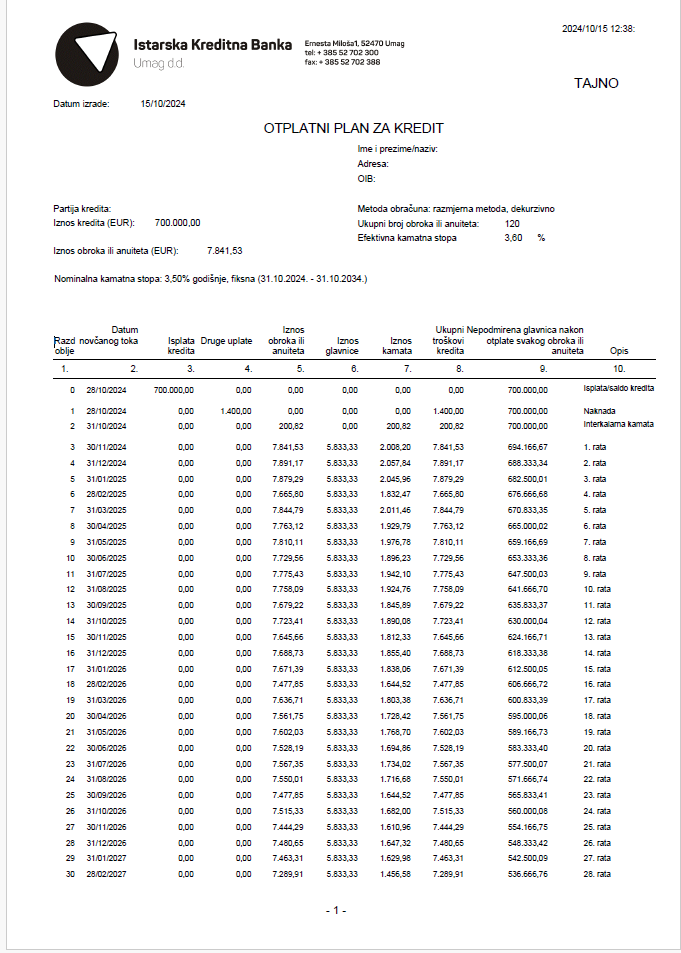 2024/10/15 12:38:
Istarska Kreditna Banka
Umag d.d.
Ernesta Miloša1, 52470 Umag
tel: + 385 52 702 300
fax: + 385 52 702 388
TAJNO
Datum izrade: 15/10/2024
OTPLATNI PLAN ZA KREDIT
Ime i prezime/naziv:
Adresa:
OIB:
Partija kredita: Metoda obračuna: razmjerna metoda, dekurzivno
Iznos kredita (EUR): 700.000,00 Ukupni broj obroka ili anuiteta: 120
Efektivna kamatna stopa 3,60 %
Iznos obroka ili anuiteta (EUR): 7.841,53
Nominalna kamatna stopa: 3,50% godišnje, fiksna (31.10.2024. - 31.10.2034.)
Datum Iznos Ukupni Nepodmirena glavnica nakon
Razd novčanog toka Isplata Druge uplate obroka ili Iznos Iznos troškovi otplate svakog obroka ili
oblje kredita anuiteta glavnice kamata kredita anuiteta Opis
1. 2. 3. 4. 5. 6. 7. 8. 9. 10.
0 28/10/2024 700.000,00 0,00 0,00 0,00 0,00 0,00 700.000,00 Isplata/saldo kredita
1 28/10/2024 0,00 1.400,00 0,00 0,00 0,00 1.400,00 700.000,00 Naknada
2 31/10/2024 0,00 0,00 200,82 0,00 200,82 200,82 700.000,00 Interkalarna kamata
3 30/11/2024 0,00 0,00 7.841,53 5.833,33 2.008,20 7.841,53 694.166,67 1. rata
4 31/12/2024 0,00 0,00 7.891,17 5.833,33 2.057,84 7.891,17 688.333,34 2. rata
5 31/01/2025 0,00 0,00 7.879,29 5.833,33 2.045,96 7.879,29 682.500,01 3. rata
6 28/02/2025 0,00 0,00 7.665,80 5.833,33 1.832,47 7.665,80 676.666,68 4. rata
7 31/03/2025 0,00 0,00 7.844,79 5.833,33 2.011,46 7.844,79 670.833,35 5. rata
8 30/04/2025 0,00 0,00 7.763,12 5.833,33 1.929,79 7.763,12 665.000,02 6. rata
9 31/05/2025 0,00 0,00 7.810,11 5.833,33 1.976,78 7.810,11 659.166,69 7. rata
10 30/06/2025 0,00 0,00 7.729,56 5.833,33 1.896,23 7.729,56 653.333,36 8. rata
11 31/07/2025 0,00 0,00 7.775,43 5.833,33 1.942,10 7.775,43 647.500,03 9. rata
12 31/08/2025 0,00 0,00 7.758,09 5.833,33 1.924,76 7.758,09 641.666,70 10. rata
13 30/09/2025 0,00 0,00 7.679,22 5.833,33 1.845,89 7.679,22 635.833,37 11. rata
14 31/10/2025 0,00 0,00 7.723,41 5.833,33 1.890,08 7.723,41 630.000,04 12. rata
15 30/11/2025 0,00 0,00 7.645,66 5.833,33 1.812,33 7.645,66 624.166,71 13. rata
16 31/12/2025 0,00 0,00 7.688,73 5.833,33 1.855,40 7.688,73 618.333,38 14. rata
17 31/01/2026 0,00 0,00 7.671,39 5.833,33 1.838,06 7.671,39 612.500,05 15. rata
18 28/02/2026 0,00 0,00 7.477,85 5.833,33 1.644,52 7.477,85 606.666,72 16. rata
19 31/03/2026 0,00 0,00 7.636,71 5.833,33 1.803,38 7.636,71 600.833,39 17. rata
20 30/04/2026 0,00 0,00 7.561,75 5.833,33 1.728,42 7.561,75 595.000,06 18. rata
21 31/05/2026 0,00 0,00 7.602,03 5.833,33 1.768,70 7.602,03 589.166,73 19. rata
22 30/06/2026 0,00 0,00 7.528,19 5.833,33 1.694,86 7.528,19 583.333,40 20. rata
23 31/07/2026 0,00 0,00 7.567,35 5.833,33 1.734,02 7.567,35 577.500,07 21. rata
24 31/08/2026 0,00 0,00 7.550,01 5.833,33 1.716,68 7.550,01 571.666,74 22. rata
25 30/09/2026 0,00 0,00 7.477,85 5.833,33 1.644,52 7.477,85 565.833,41 23. rata
26 31/10/2026 0,00 0,00 7.515,33 5.833,33 1.682,00 7.515,33 560.000,08 24. rata
27 30/11/2026 0,00 0,00 7.444,29 5.833,33 1.610,96 7.444,29 554.166,75 25. rata
28 31/12/2026 0,00 0,00 7.480,65 5.833,33 1.647,32 7.480,65 548.333,42 26. rata
29 31/01/2027 0,00 0,00 7.463,31 5.833,33 1.629,98 7.463,31 542.500,09 27. rata
30 28/02/2027 0,00 0,00 7.289,91 5.833,33 1.456,58 7.289,91 536.666,76 28. rata
- 1 -